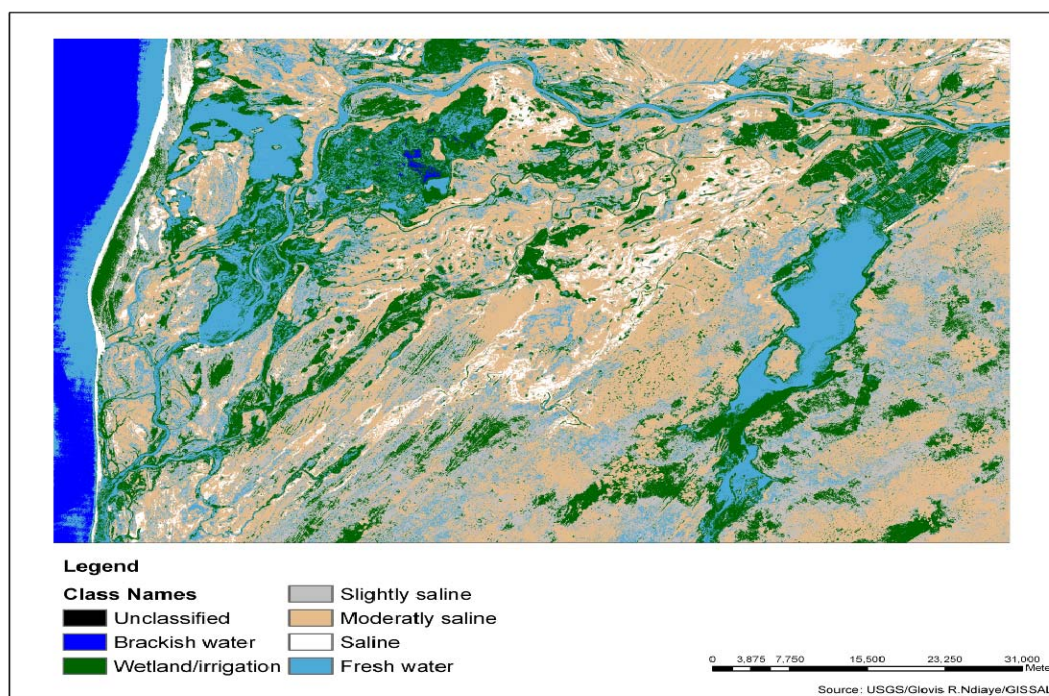 Legend
Class Names
Unclassified
Brackish water
Wetland/irrigation
Slightly saline
Moderatly saline
Saline
Fresh water
0 3,875 7,750 15,500 23,250 31,000
Mete
Source: USGS/Glovis R.Ndiaye/GISSAL